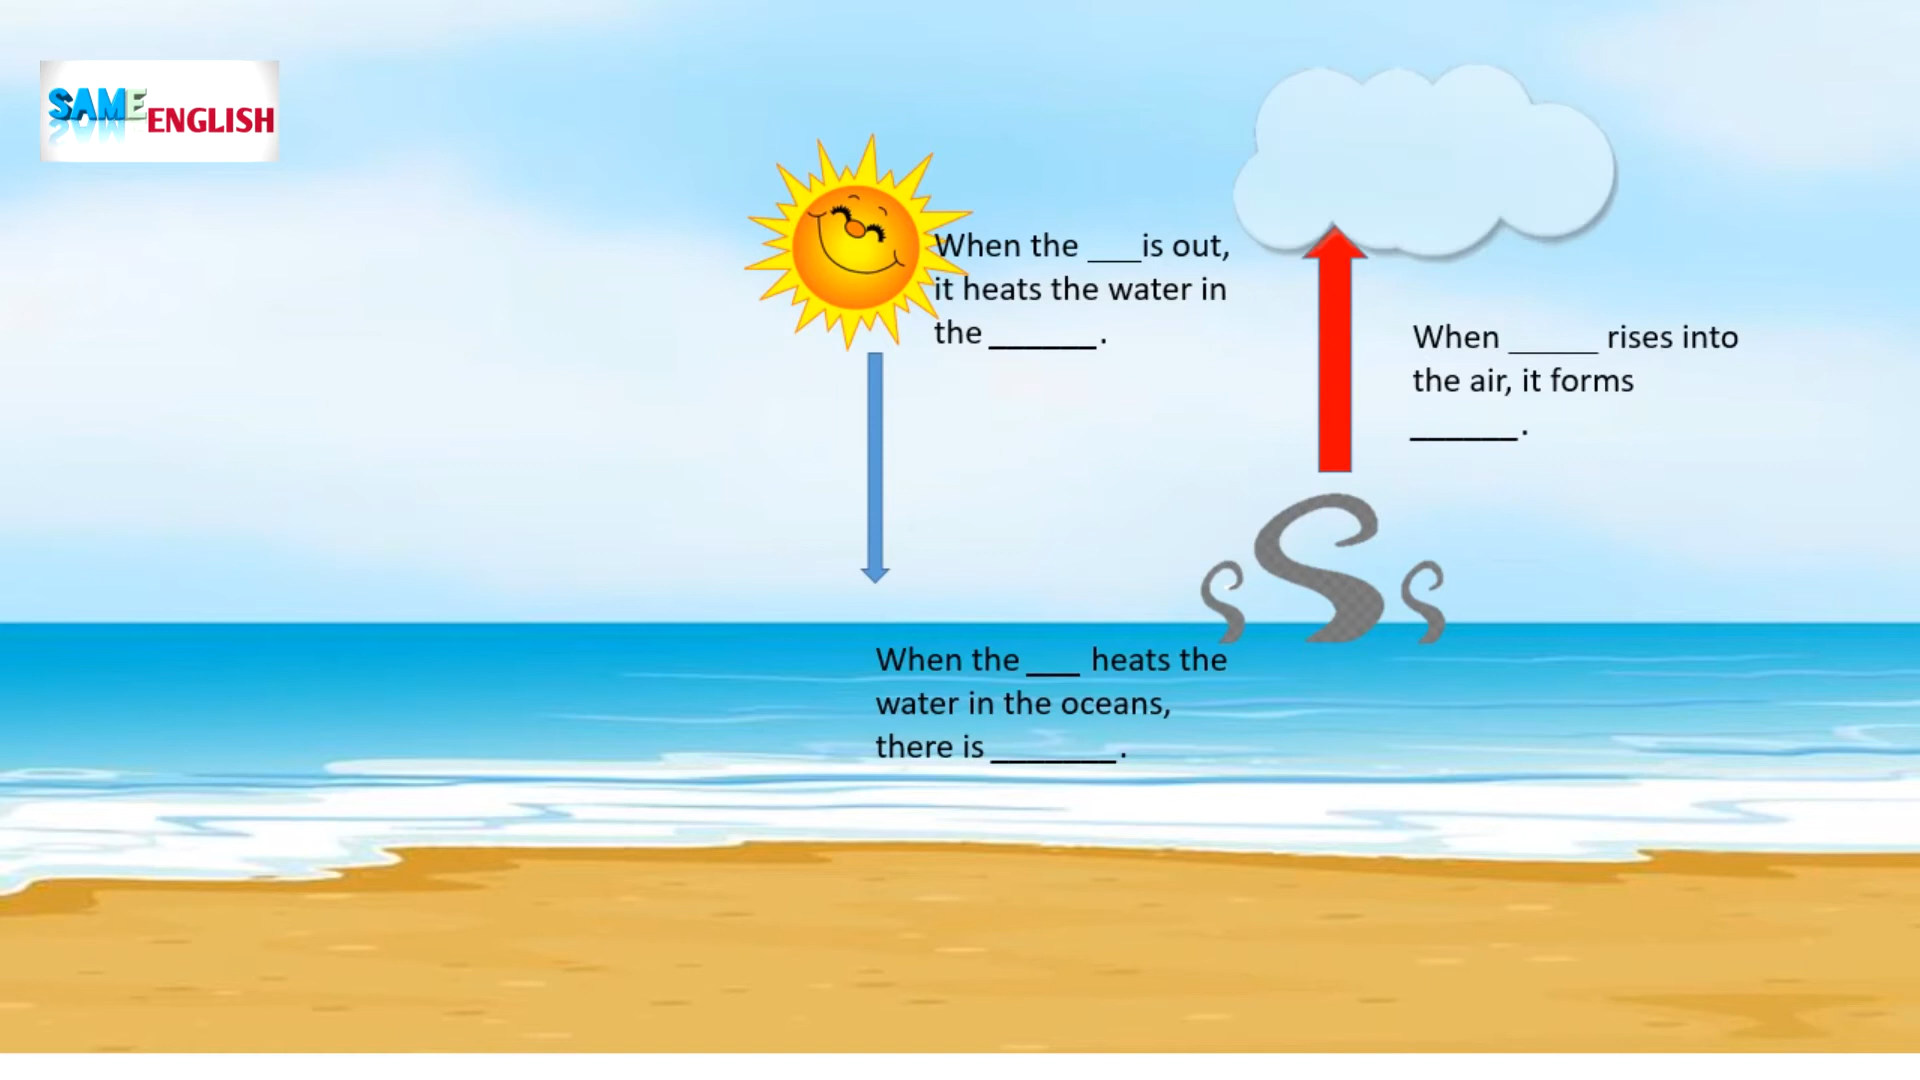 SAME ENGLISH
When the ___is out,
it heats the water in
the ______.
When _____ rises into
the air, it forms
______.
When the ___ heats the
water in the oceans,
there is _______.